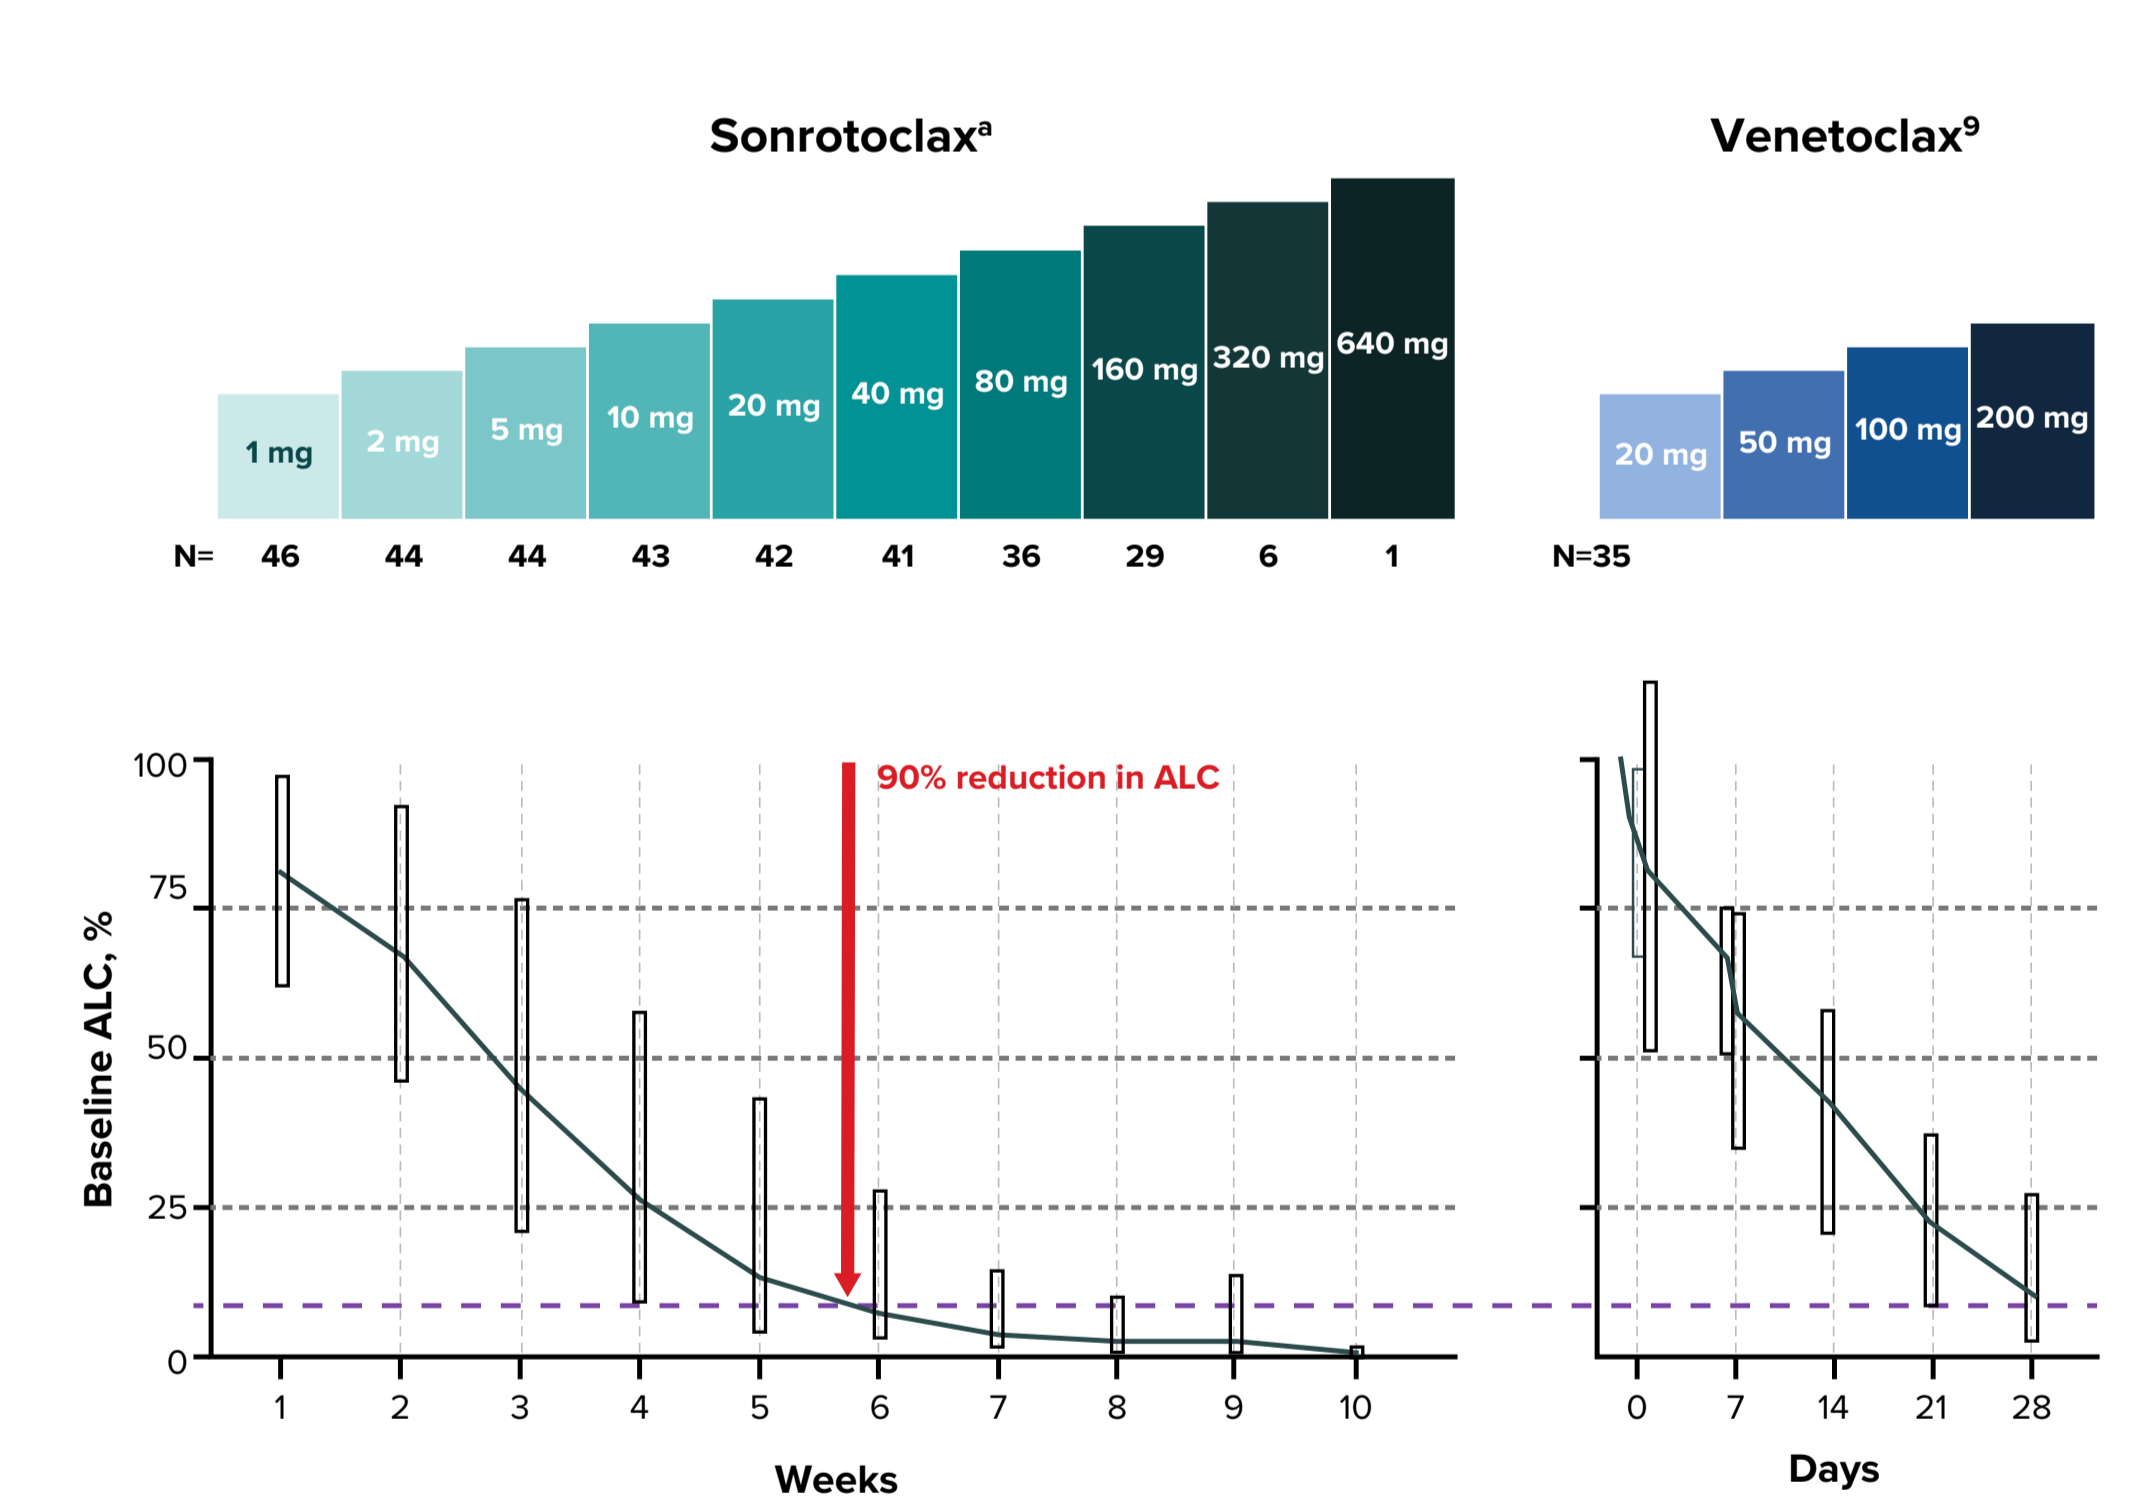 Sonrotoclaxᵃ
Venetoclax⁹
1 mg
2 mg
5 mg
10 mg
20 mg
40 mg
80 mg
160 mg
320 mg
640 mg
20 mg
50 mg
100 mg
200 mg
N= 46 44 44 43 42 41 36 29 6 1
N=35
90% reduction in ALC
Baseline ALC, %
100
75
50
25
0
1 2 3 4 5 6 7 8 9 10
Weeks
0 7 14 21 28
Days